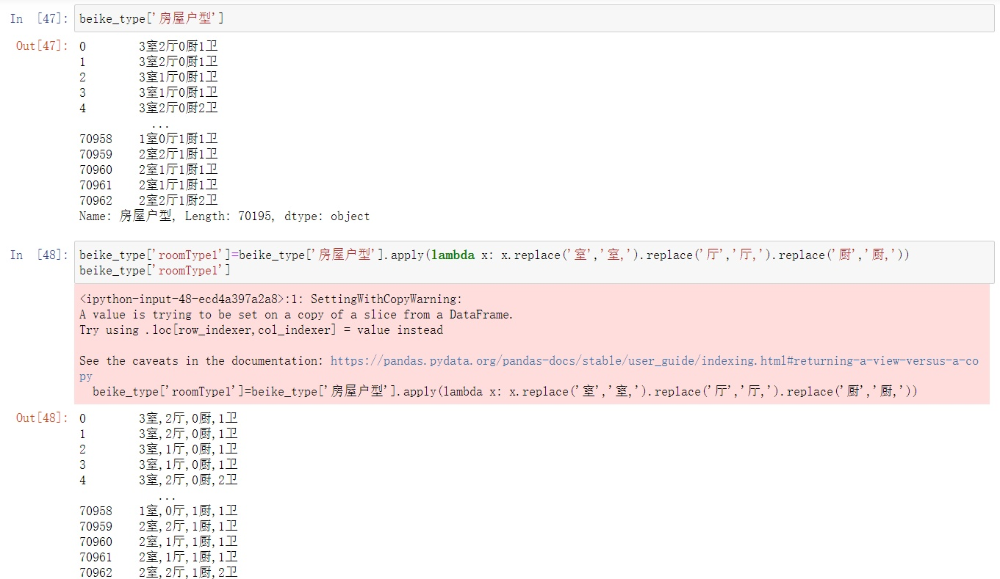 In [47]: beike_type['房屋户型']
Out[47]: 0 3室2厅0厨1卫
1 3室2厅0厨1卫
2 3室1厅0厨1卫
3 3室1厅0厨1卫
4 3室2厅0厨2卫
...
70958 1室0厅1厨1卫
70959 2室2厅1厨1卫
70960 2室1厅1厨1卫
70961 2室1厅1厨1卫
70962 2室2厅1厨2卫
Name: 房屋户型, Length: 70195, dtype: object
In [48]: beike_type['roomType1']=beike_type['房屋户型'].apply(lambda x: x.replace('室','室,').replace('厅','厅,').replace('厨','厨,'))
beike_type['roomType1']
<ipython-input-48-ecd4a397a2a8>:1: SettingWithCopyWarning:
A value is trying to be set on a copy of a slice from a DataFrame.
Try using .loc[row_indexer,col_indexer] = value instead
See the caveats in the documentation: https://pandas.pydata.org/pandas-docs/stable/user_guide/indexing.html#returning-a-view-versus-a-co
py
beike_type['roomType1']=beike_type['房屋户型'].apply(lambda x: x.replace('室','室,').replace('厅','厅,').replace('厨','厨,'))
Out[48]: 0 3室,2厅,0厨,1卫
1 3室,2厅,0厨,1卫
2 3室,1厅,0厨,1卫
3 3室,1厅,0厨,1卫
4 3室,2厅,0厨,2卫
...
70958 1室,0厅,1厨,1卫
70959 2室,2厅,1厨,1卫
70960 2室,1厅,1厨,1卫
70961 2室,1厅,1厨,1卫
70962 2室,2厅,1厨,2卫